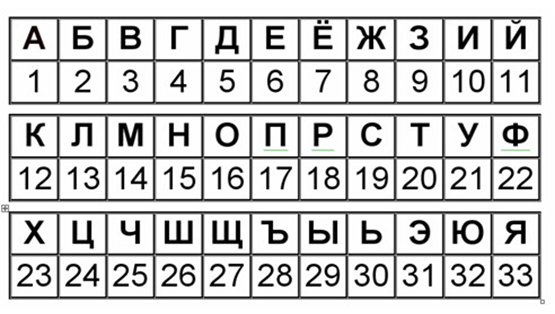 А Б В Г Д Е Ё Ж З И Й
1 2 3 4 5 6 7 8 9 10 11
К Л М Н О П Р С Т У Ф
12 13 14 15 16 17 18 19 20 21 22
Х Ц Ч Ш Щ Ъ Ы Ь Э Ю Я
23 24 25 26 27 28 29 30 31 32 33